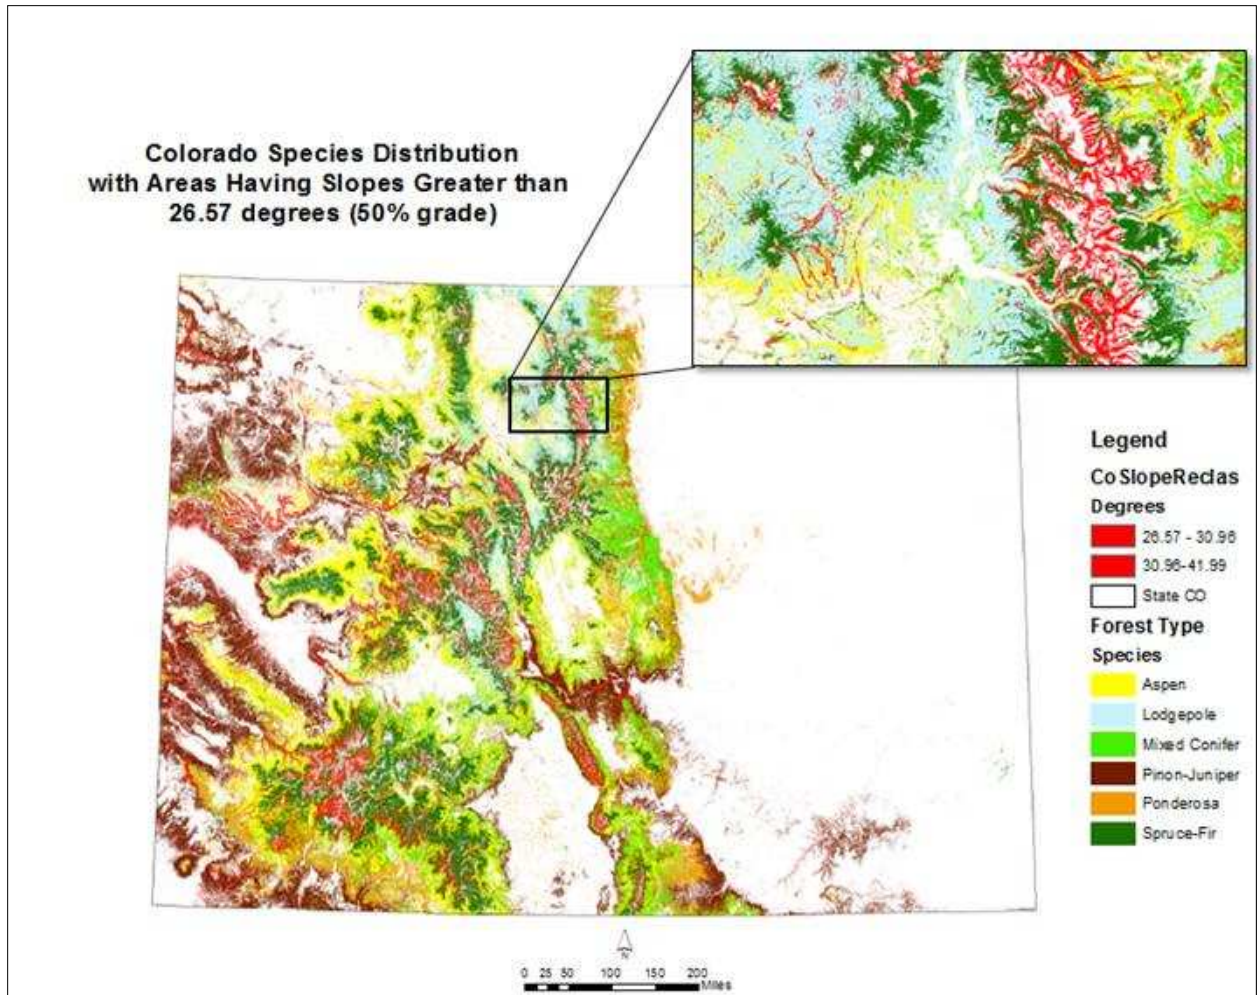 Colorado Species Distribution
with Areas Having Slopes Greater than
26.57 degrees (50% grade)
Legend
CoSlopeReclas
Degrees
26.57 - 30.96
30.96-41.99
State CO
Forest Type
Species
Aspen
Lodgepole
Mixed Conifer
Pinon-Juniper
Ponderosa
Spruce-Fir
N
0 25 50 100 150 200
Miles